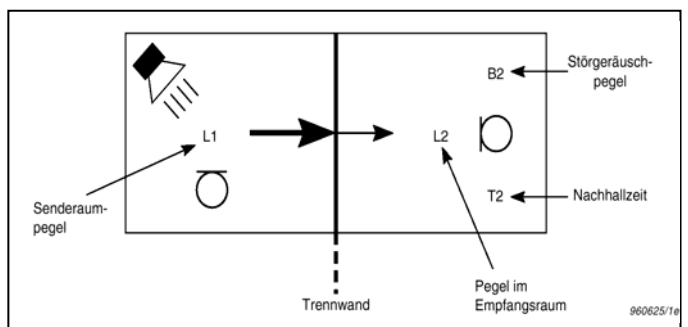 B2
Störgeräusch-
pegel
L1
L2
T2
Nachhallzeit
Senderaum-
pegel
Pegel im
Empfangsraum
Trennwand
960625/1e